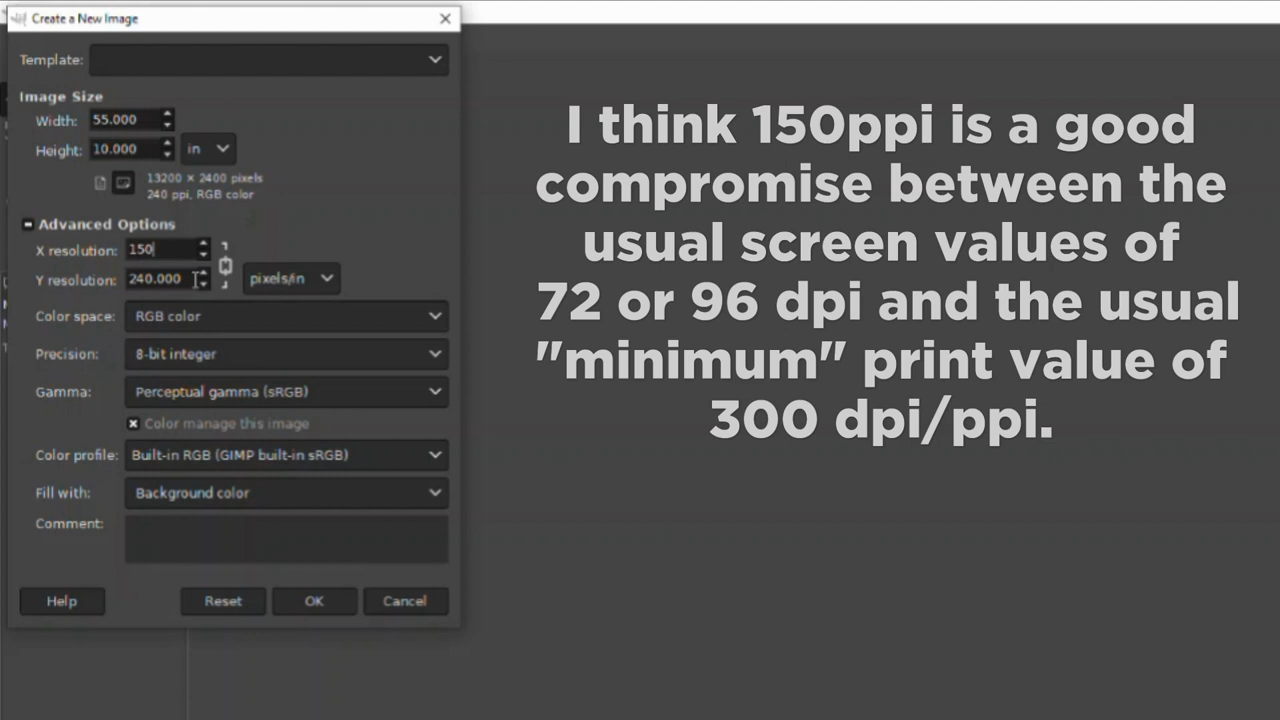 Create a New Image
Template:
Image Size
Width: 55.000
Height: 10.000 in
13200 × 2400 pixels
240 ppi, RGB color
Advanced Options
X resolution: 150
Y resolution: 240.000 pixels/in
Color space: RGB color
Precision: 8-bit integer
Gamma: Perceptual gamma (sRGB)
Color manage this image
Color profile: Built-in RGB (GIMP built-in sRGB)
Fill with: Background color
Comment:
Help Reset OK Cancel
I think 150ppi is a good
compromise between the
usual screen values of
72 or 96 dpi and the usual
"minimum" print value of
300 dpi/ppi.